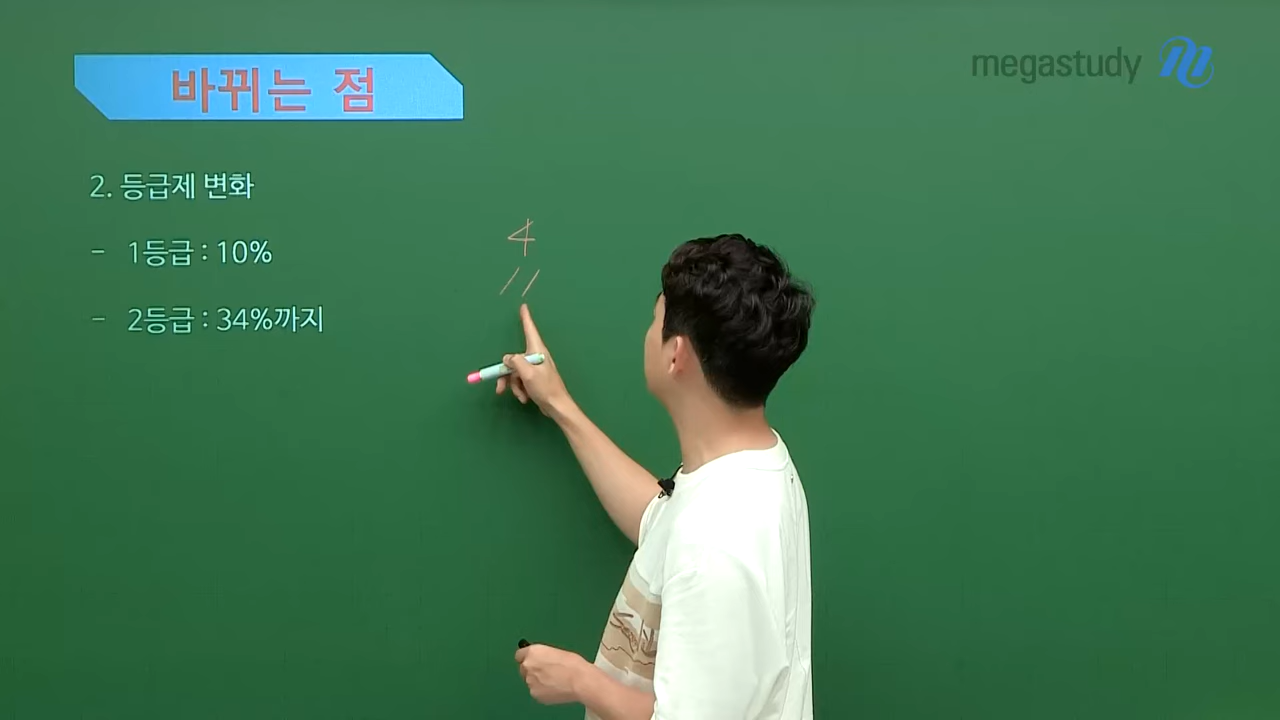 바뀌는 점
megastudy
2. 등급제 변화
- 1등급 : 10%
- 2등급 : 34%까지
4
11